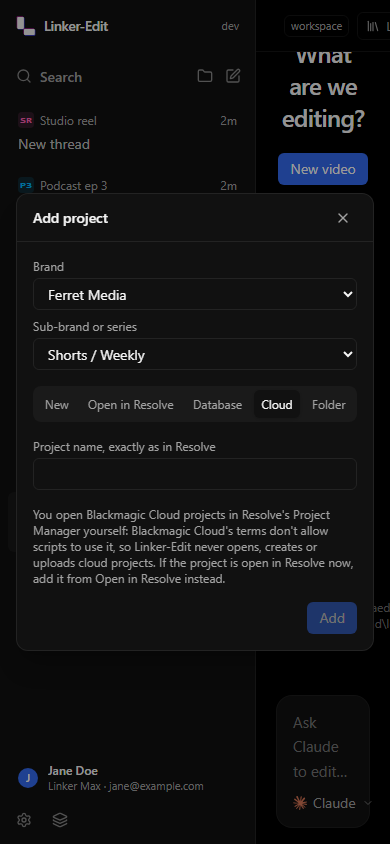 Linker-Edit
dev
workspace
Search
What
are we
editing?
SR Studio reel 2m
New thread
New video
P3 Podcast ep 3 2m
Add project
Brand
Ferret Media
Sub-brand or series
Shorts / Weekly
New Open in Resolve Database Cloud Folder
Project name, exactly as in Resolve
You open Blackmagic Cloud projects in Resolve's Project
Manager yourself: Blackmagic Cloud's terms don't allow
scripts to use it, so Linker-Edit never opens, creates or
uploads cloud projects. If the project is open in Resolve now,
add it from Open in Resolve instead.
Add
Ask
Claude
to edit...
Claude
J Jane Doe
Linker Max · jane@example.com